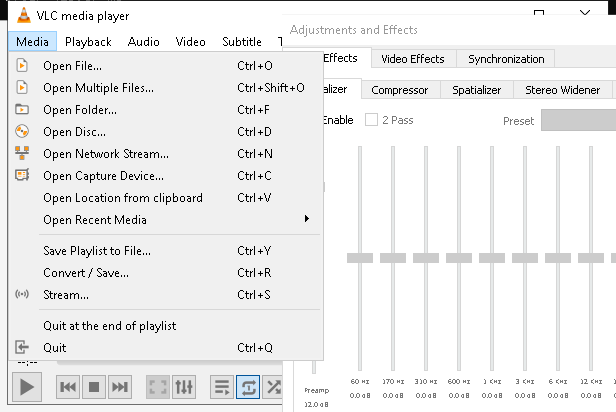 VLC media player
Adjustments and Effects
Media Playback Audio Video Subtitle
Effects Video Effects Synchronization
Open File... Ctrl+O
Open Multiple Files... Ctrl+Shift+O
Open Folder... Ctrl+F
Open Disc... Ctrl+D
Open Network Stream... Ctrl+N
Open Capture Device... Ctrl+C
Open Location from clipboard Ctrl+V
Open Recent Media
Save Playlist to File... Ctrl+Y
Convert / Save... Ctrl+R
Stream... Ctrl+S
Quit at the end of playlist
Quit Ctrl+Q
alizer Compressor Spatializer Stereo Widener
Enable 2 Pass Preset
60 Hz 170 Hz 310 Hz 600 Hz 1 KHz 3 KHz 6 KHz 12 KHz
Preamp 0.0 dB 0.0 dB 0.0 dB 0.0 dB 0.0 dB 0.0 dB 0.0 dB 0.0 dB
12.0 dB
--:--